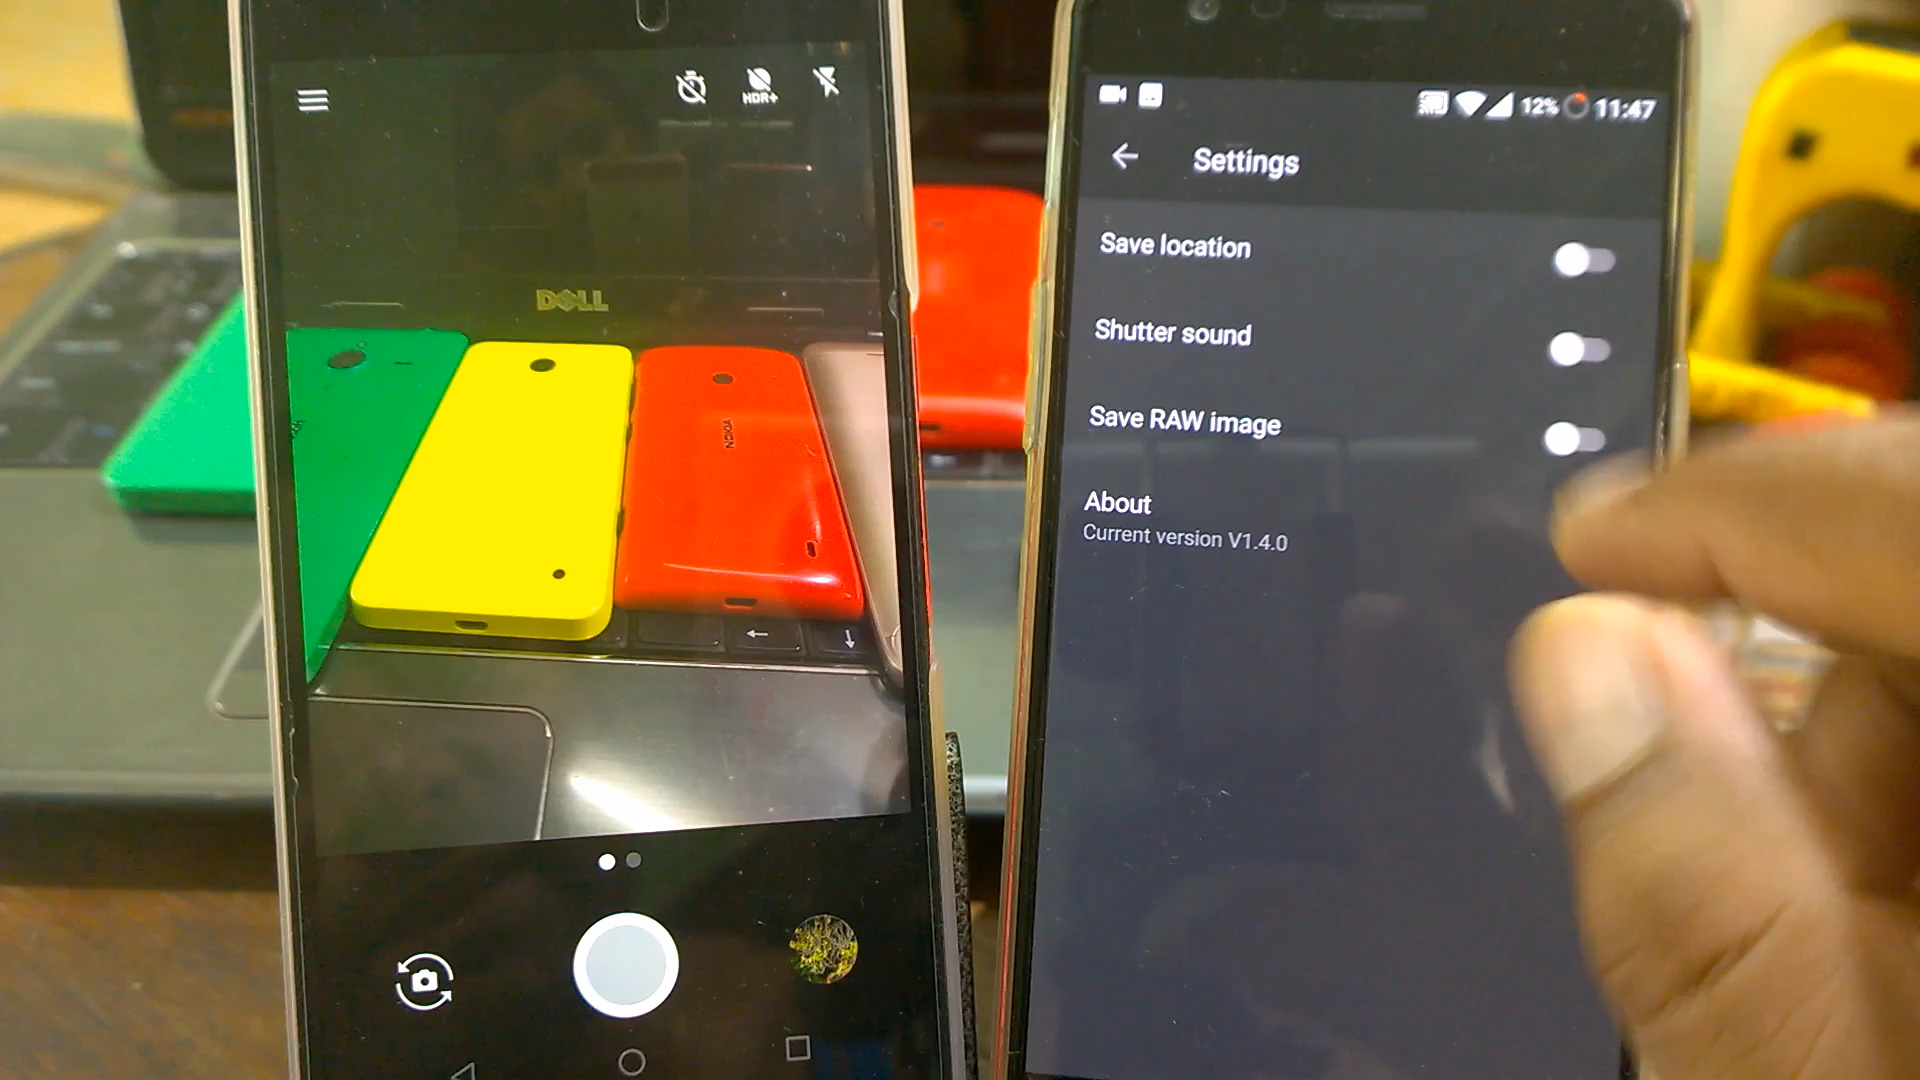 HDR+
DELL
NOKIA
12% 11:47
Settings
Save location
Shutter sound
Save RAW image
About
Current version V1.4.0